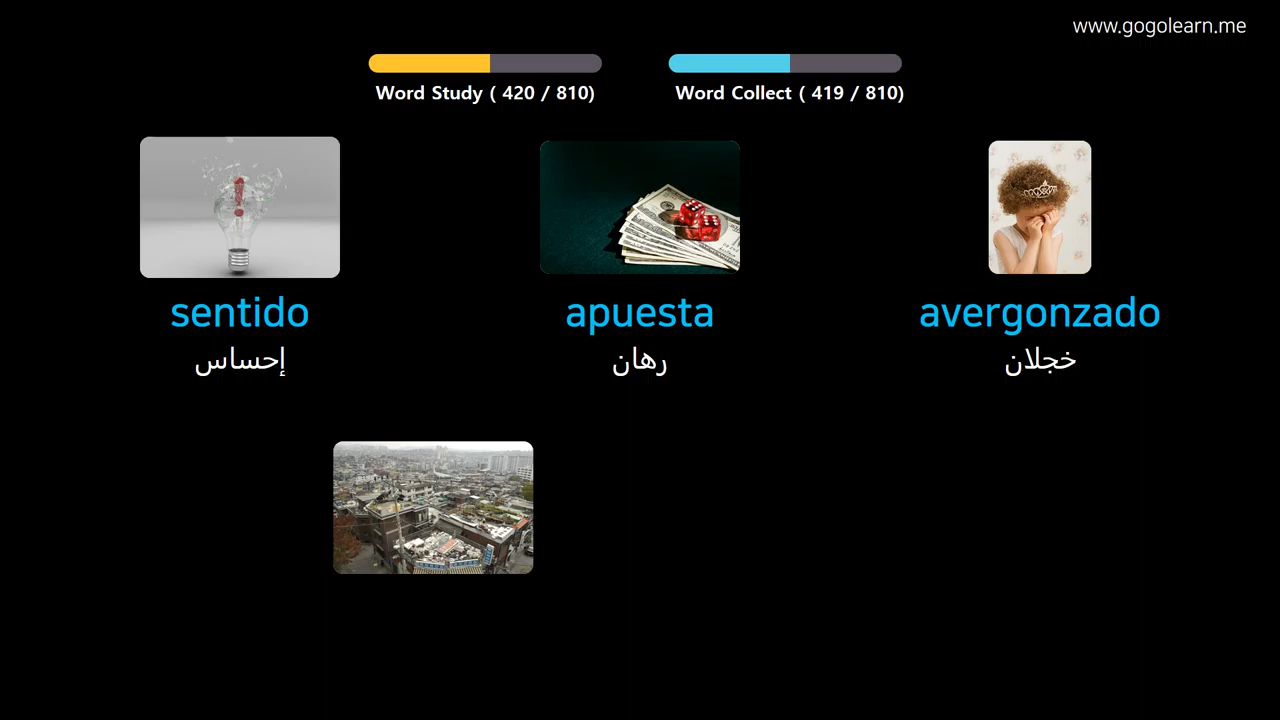 www.gogolearn.me
Word Study ( 420 / 810)
Word Collect ( 419 / 810)
sentido
apuesta
avergonzado
إحساس
رهان
خجلان